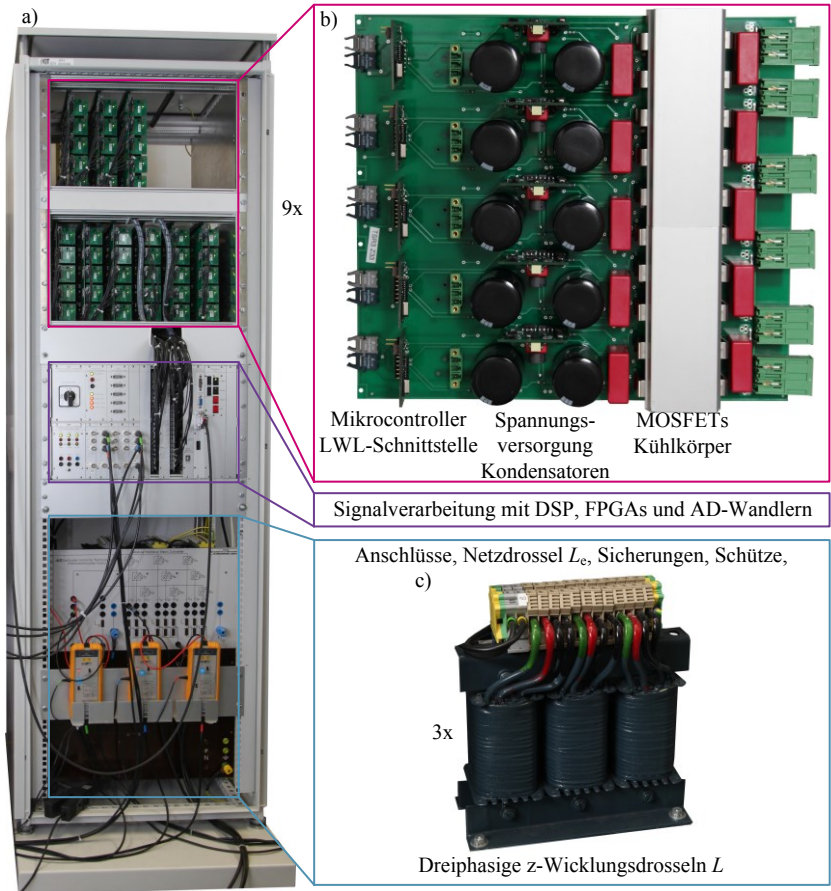 a)
b)
9x
Mikrocontroller
LWL-Schnittstelle
Spannungs-
versorgung
Kondensatoren
MOSFETs
Kühlkörper
Signalverarbeitung mit DSP, FPGAs und AD-Wandlern
Anschlüsse, Netzdrossel Lₑ, Sicherungen, Schütze,
c)
3x
Dreiphasige z-Wicklungsdrosseln L